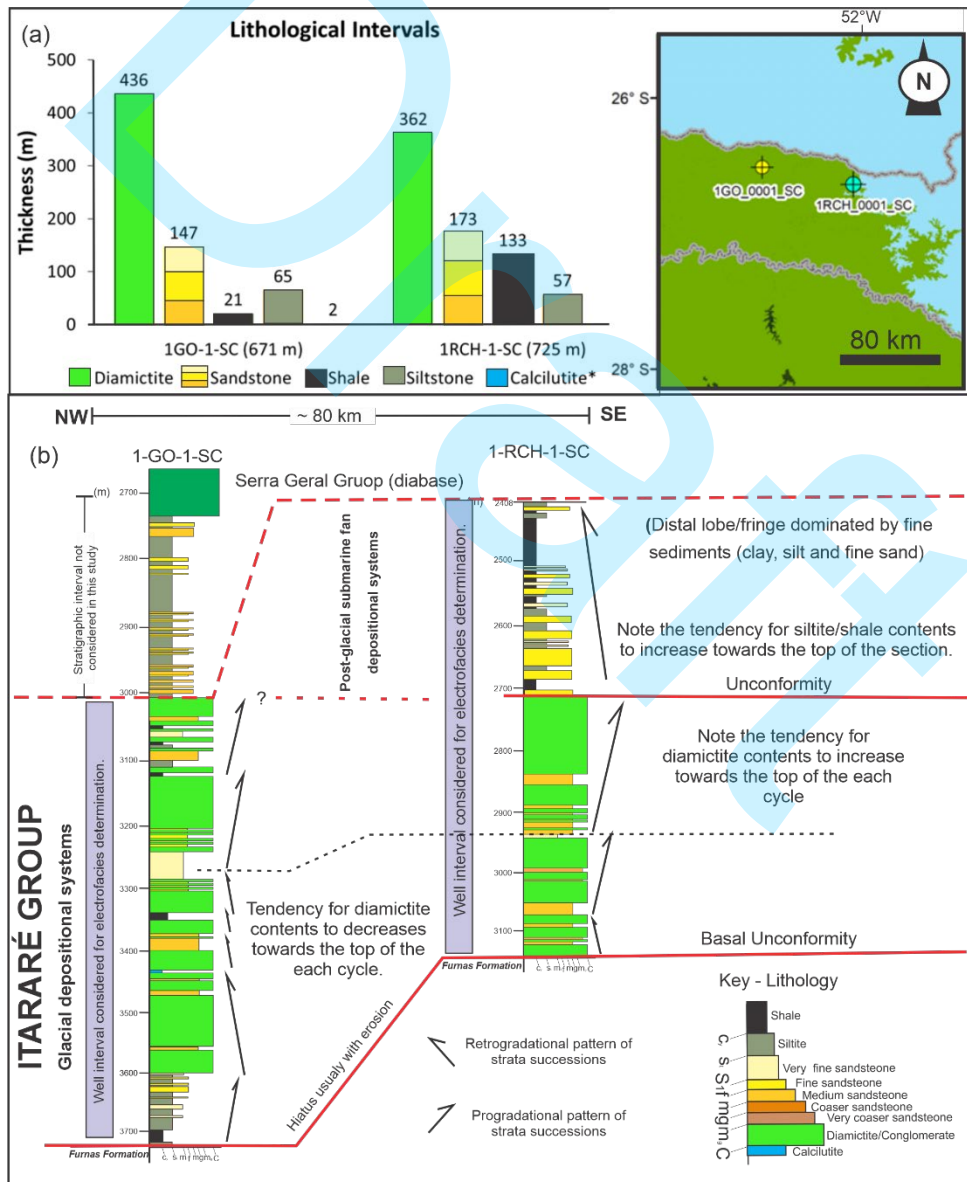 (a)
Lithological Intervals
Thickness (m)
500
400
300
200
100
0
436
147
21
65
2
362
173
133
57
1GO-1-SC (671 m)
1RCH-1-SC (725 m)
Diamictite
Sandstone
Shale
Siltstone
Calcilutite*
52°W
26° S
28° S
N
1GO_0001_SC
1RCH_0001_SC
80 km
NW
~ 80 km
SE
(b)
1-GO-1-SC
1-RCH-1-SC
Serra Geral Gruop (diabase)
(m)
2700
2800
2900
3000
3100
3200
3300
3400
3500
3600
3700
Stratigraphic interval not
considered in this study
Well interval considered for electrofacies determination.
ITARARÉ GROUP
Glacial depositional systems
Post-glacial submarine fan
depositional systems
?
Well interval considered for electrofacies determination.
2408
2500
2600
2700
2800
2900
3000
3100
(Distal lobe/fringe dominated by fine
sediments (clay, silt and fine sand)
Note the tendency for siltite/shale contents
to increase towards the top of the section.
Unconformity
Note the tendency for
diamictite contents to increase
towards the top of the each
cycle
Tendency for diamictite
contents to decreases
towards the top of the
each cycle.
Basal Unconformity
Furnas Formation
Furnas Formation
Hiatus usualy with erosion
Retrogradational pattern of
strata successions
Progradational pattern of
strata successions
Key - Lithology
Shale
Siltite
Very fine sandsteone
Fine sandsteone
Medium sandsteone
Coaser sandsteone
Very coaser sandsteone
Diamictite/Conglomerate
Calcilutite